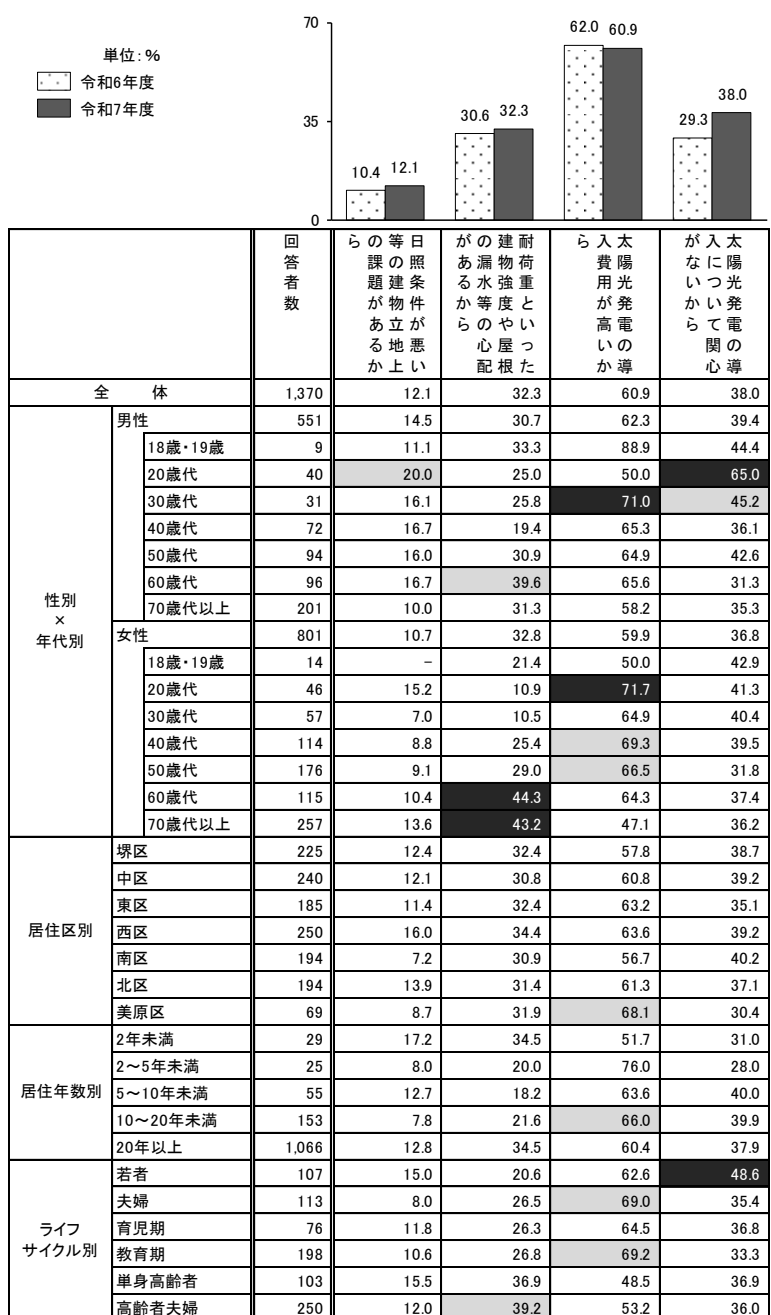 70
35
0
単位:%
令和6年度
令和7年度
10.4 12.1
30.6 32.3
62.0 60.9
29.3 38.0
回答者数
日照条件が悪い等の建物立地上の課題があるから
耐荷重といった建物強度や屋根の漏水等の心配があるから
太陽光発電の導入費用が高いから
太陽光発電の導入について関心がないから
全 体 1,370 12.1 32.3 60.9 38.0
性別×年代別
男性 551 14.5 30.7 62.3 39.4
18歳・19歳 9 11.1 33.3 88.9 44.4
20歳代 40 20.0 25.0 50.0 65.0
30歳代 31 16.1 25.8 71.0 45.2
40歳代 72 16.7 19.4 65.3 36.1
50歳代 94 16.0 30.9 64.9 42.6
60歳代 96 16.7 39.6 65.6 31.3
70歳代以上 201 10.0 31.3 58.2 35.3
女性 801 10.7 32.8 59.9 36.8
18歳・19歳 14 － 21.4 50.0 42.9
20歳代 46 15.2 10.9 71.7 41.3
30歳代 57 7.0 10.5 64.9 40.4
40歳代 114 8.8 25.4 69.3 39.5
50歳代 176 9.1 29.0 66.5 31.8
60歳代 115 10.4 44.3 64.3 37.4
70歳代以上 257 13.6 43.2 47.1 36.2
居住区別
堺区 225 12.4 32.4 57.8 38.7
中区 240 12.1 30.8 60.8 39.2
東区 185 11.4 32.4 63.2 35.1
西区 250 16.0 34.4 63.6 39.2
南区 194 7.2 30.9 56.7 40.2
北区 194 13.9 31.4 61.3 37.1
美原区 69 8.7 31.9 68.1 30.4
居住年数別
2年未満 29 17.2 34.5 51.7 31.0
2～5年未満 25 8.0 20.0 76.0 28.0
5～10年未満 55 12.7 18.2 63.6 40.0
10～20年未満 153 7.8 21.6 66.0 39.9
20年以上 1,066 12.8 34.5 60.4 37.9
ライフサイクル別
若者 107 15.0 20.6 62.6 48.6
夫婦 113 8.0 26.5 69.0 35.4
育児期 76 11.8 26.3 64.5 36.8
教育期 198 10.6 26.8 69.2 33.3
単身高齢者 103 15.5 36.9 48.5 36.9
高齢者夫婦 250 12.0 39.2 53.2 36.0